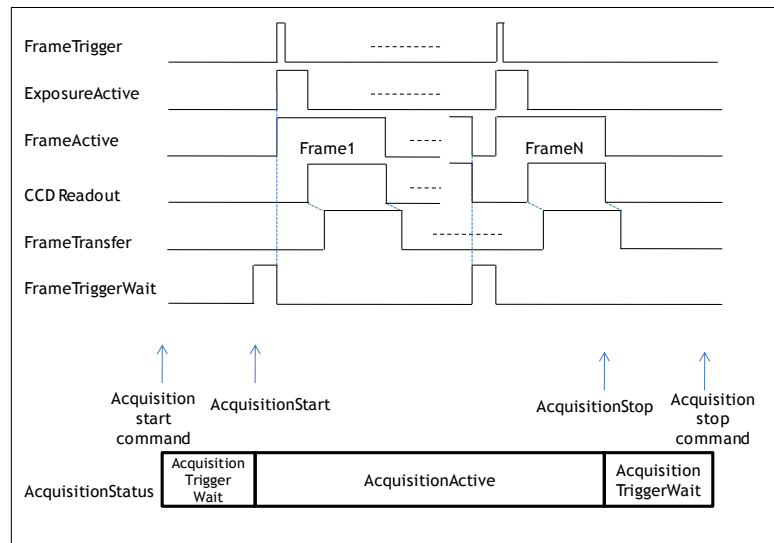 FrameTrigger
ExposureActive
FrameActive
Frame1
FrameN
CCD Readout
FrameTransfer
FrameTriggerWait
Acquisition
start
command
AcquisitionStart
AcquisitionStop
Acquisition
stop
command
AcquisitionStatus
Acquisition
Trigger
Wait
AcquisitionActive
Acquisition
TriggerWait